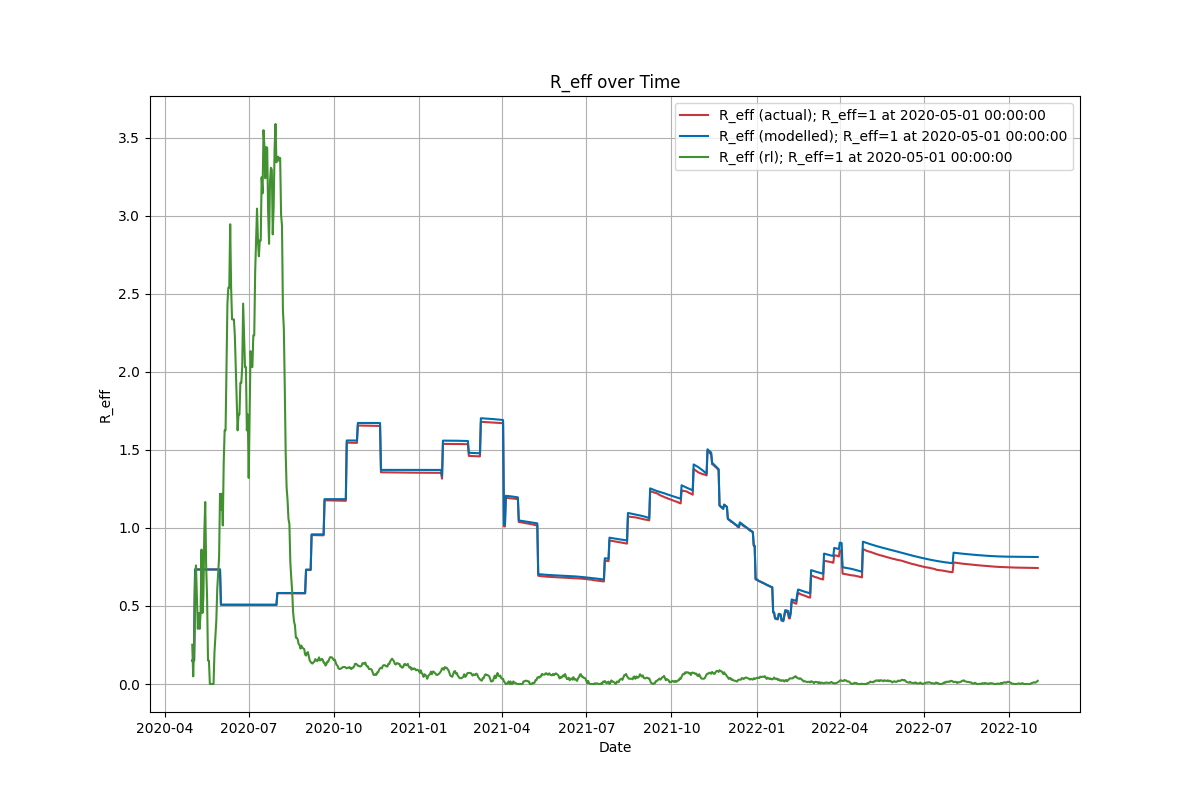 R_eff over Time
R_eff (actual); R_eff=1 at 2020-05-01 00:00:00
R_eff (modelled); R_eff=1 at 2020-05-01 00:00:00
R_eff (rl); R_eff=1 at 2020-05-01 00:00:00
3.5
3.0
2.5
2.0
1.5
1.0
0.5
0.0
R_eff
2020-04 2020-07 2020-10 2021-01 2021-04 2021-07 2021-10 2022-01 2022-04 2022-07 2022-10
Date